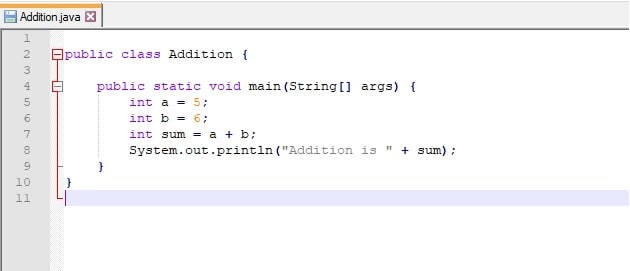 Addition.java
1
2 public class Addition {
3
4 public static void main(String[] args) {
5 int a = 5;
6 int b = 6;
7 int sum = a + b;
8 System.out.println("Addition is " + sum);
9 }
10 }
11